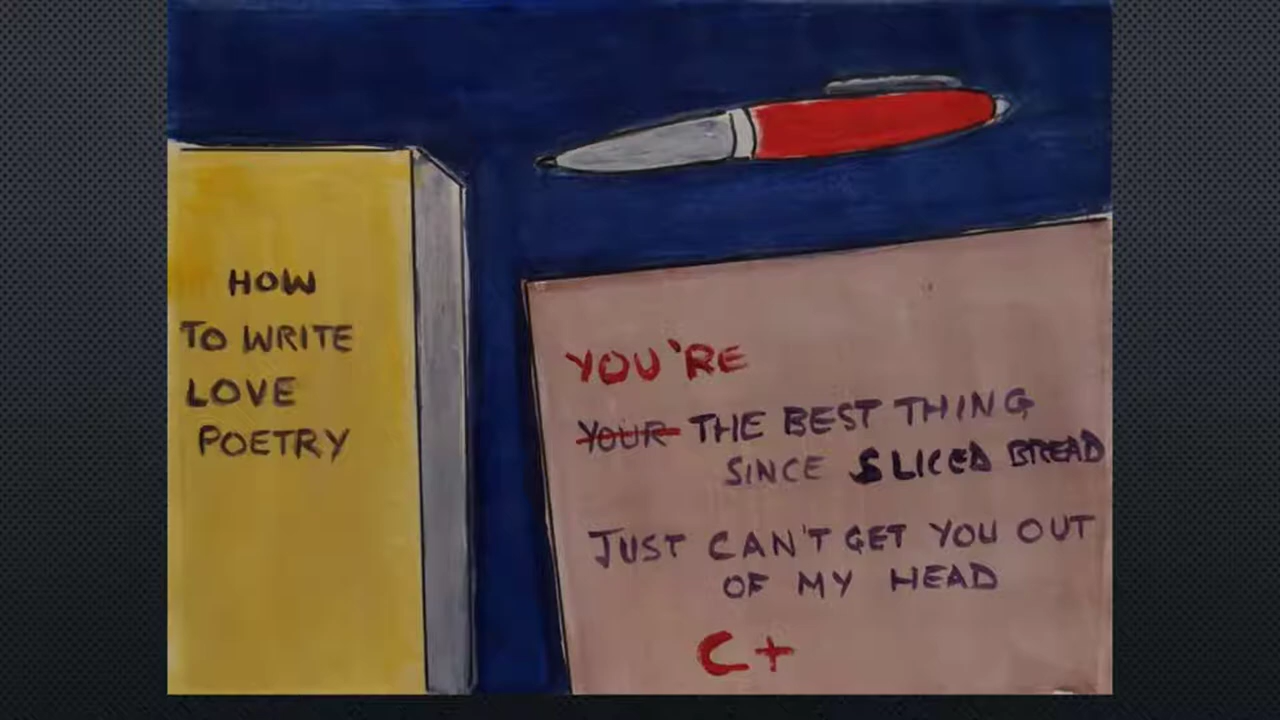 HOW
TO WRITE
LOVE
POETRY
YOU'RE
YOUR THE BEST THING
SINCE SLICED BREAD
JUST CAN'T GET YOU OUT
OF MY HEAD
C+